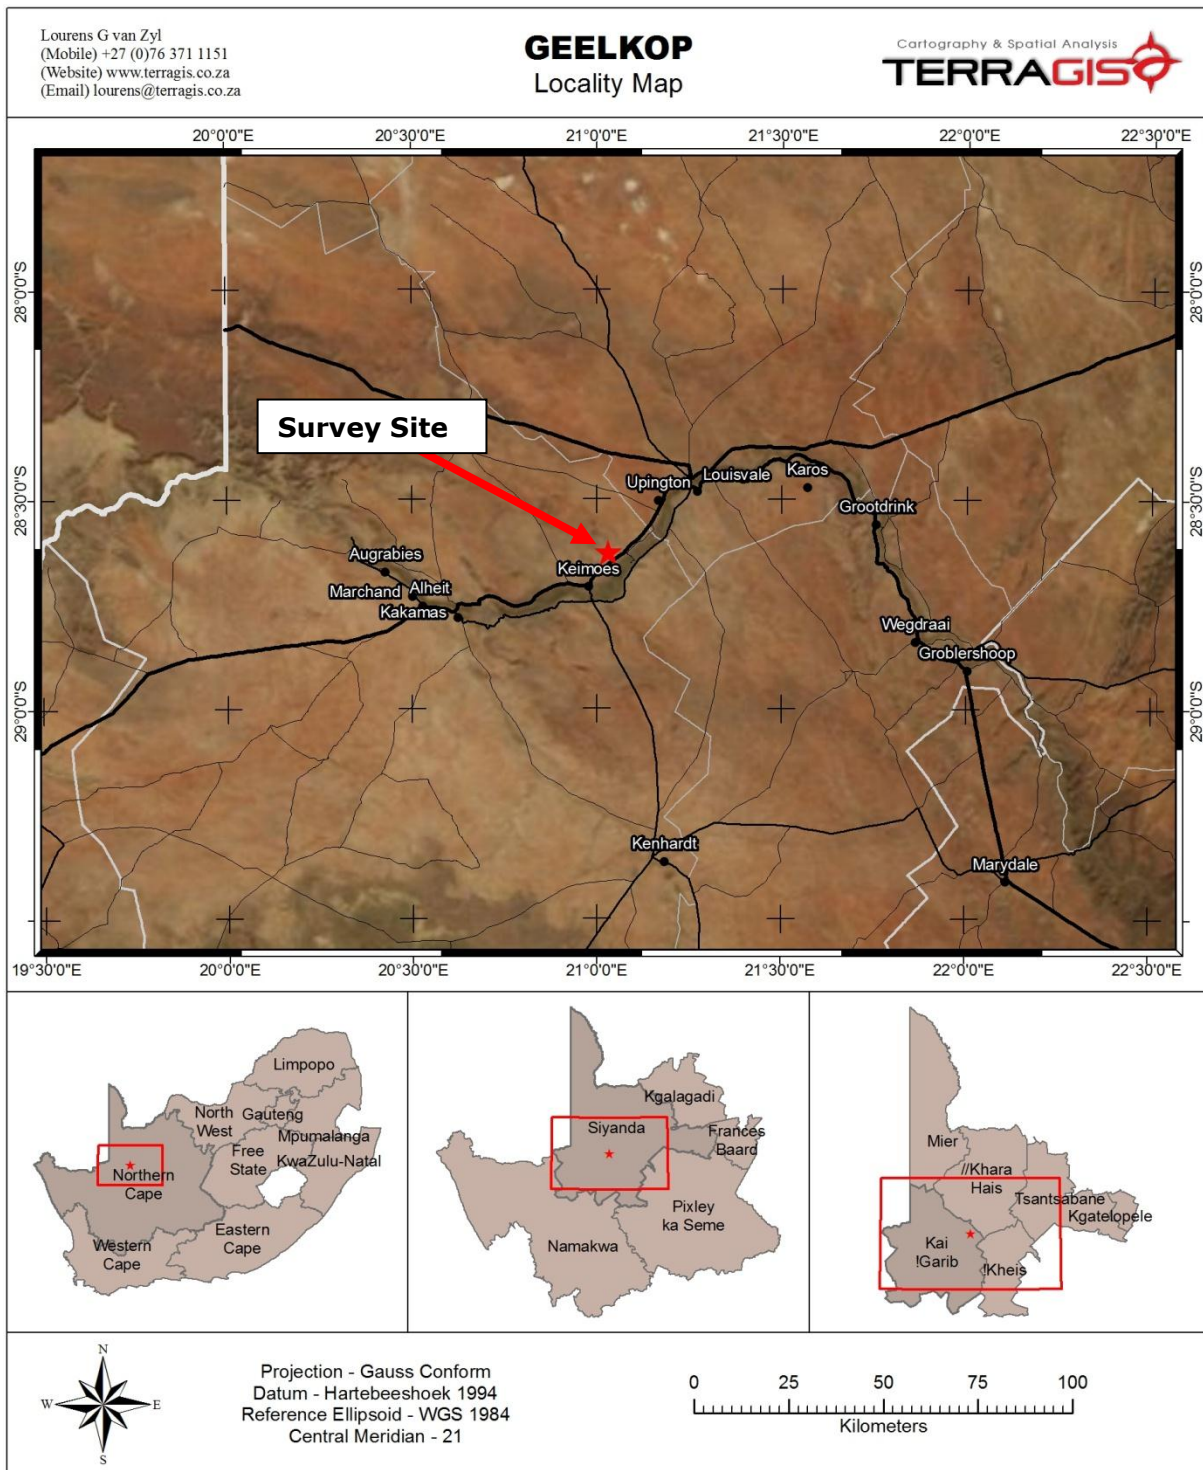 Lourens G van Zyl
(Mobile) +27 (0)76 371 1151
(Website) www.terragis.co.za
(Email) lourens@terragis.co.za
GEELKOP
Locality Map
Cartography & Spatial Analysis
TERRAGIS
20°0'0"E 20°30'0"E 21°0'0"E 21°30'0"E 22°0'0"E 22°30'0"E
28°0'0"S 28°0'0"S
Survey Site
Upington Louisvale Karos
28°30'0"S 28°30'0"S
Grootdrink
Augrabies
Keimoes
Marchand Alheit
Kakamas
Wegdraai
Groblershoop
29°0'0"S 29°0'0"S
Kenhardt
Marydale
19°30'0"E 20°0'0"E 20°30'0"E 21°0'0"E 21°30'0"E 22°0'0"E 22°30'0"E
Limpopo
North
West
Gauteng
Mpumalanga
Free
State
KwaZulu-Natal
Northern
Cape
Eastern
Cape
Western
Cape
Kgalagadi
Siyanda
Frances
Baard
Pixley
ka Seme
Namakwa
Mier
//Khara
Hais
Tsantsabane
Kgatelopele
Kai
!Garib
!Kheis
N
W E
S
Projection - Gauss Conform
Datum - Hartebeeshoek 1994
Reference Ellipsoid - WGS 1984
Central Meridian - 21
0 25 50 75 100
Kilometers